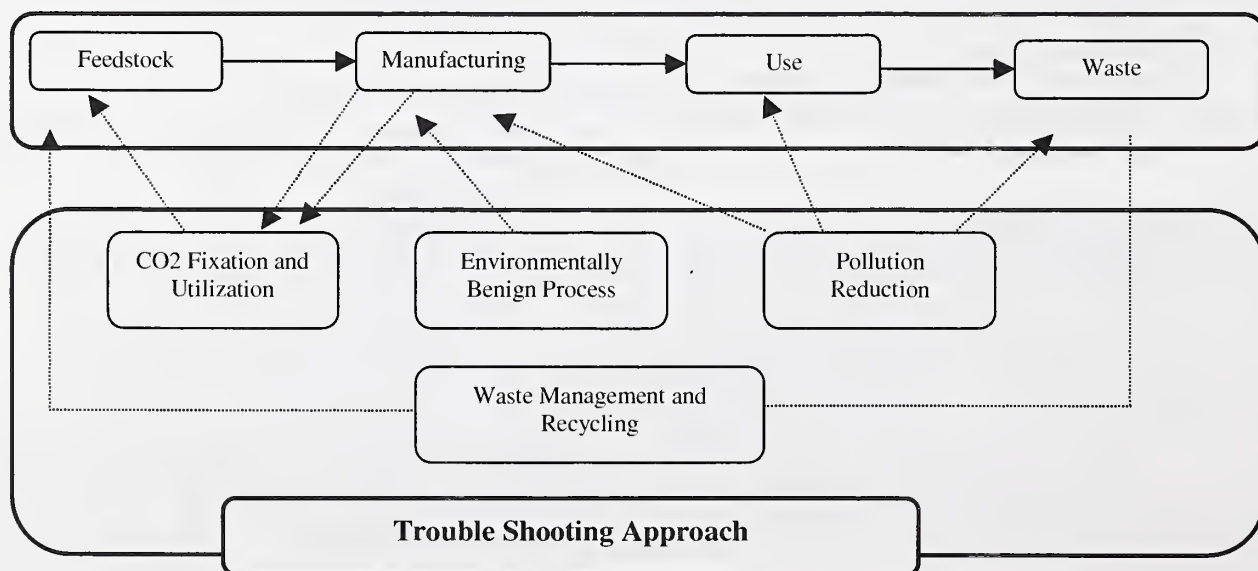 Feedstock
Manufacturing
Use
Waste
CO2 Fixation and
Utilization
Environmentally
Benign Process
Pollution
Reduction
Waste Management and
Recycling
Trouble Shooting Approach